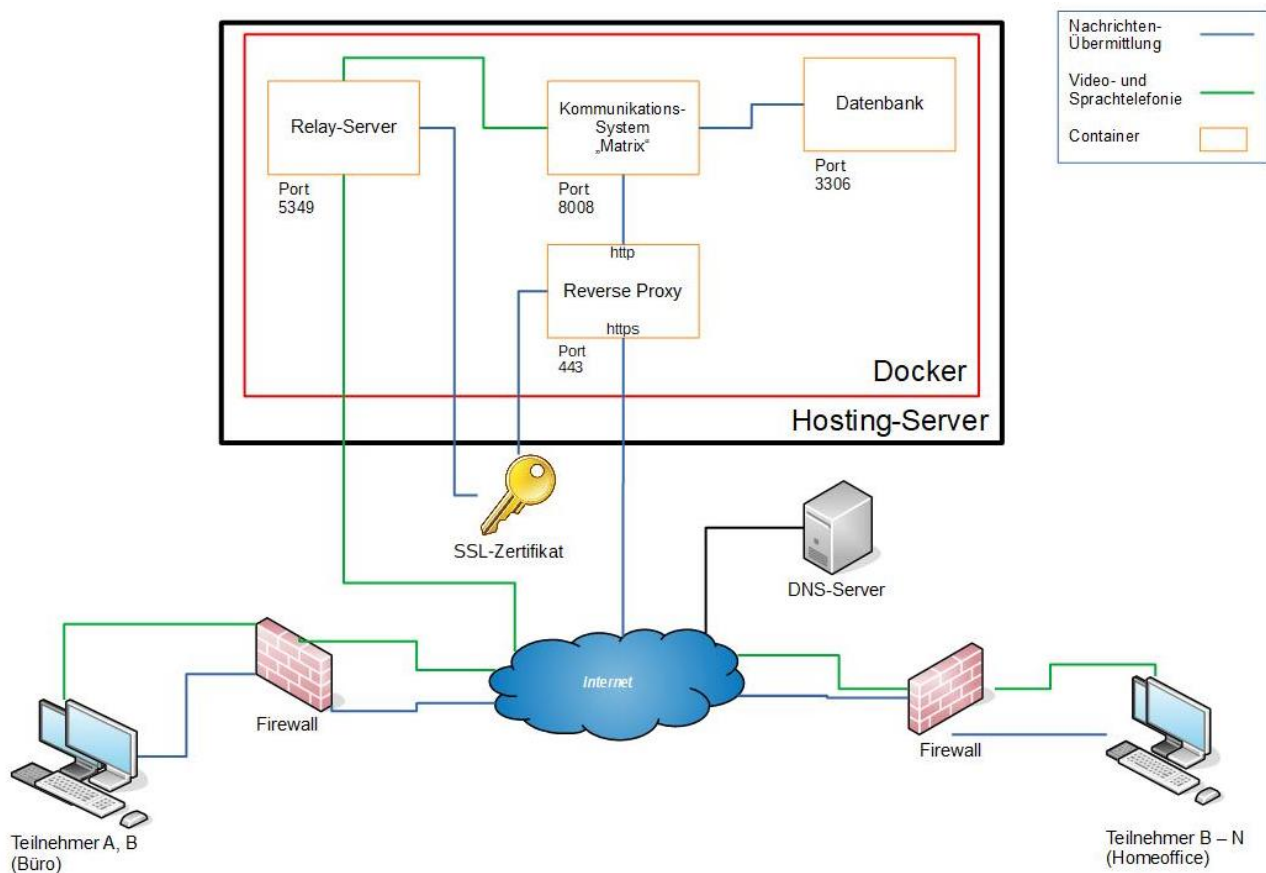 Nachrichten-
Übermittlung
Video- und
Sprachtelefonie
Container
Relay-Server
Port
5349
Kommunikations-
System
„Matrix“
Port
8008
Datenbank
Port
3306
http
Reverse Proxy
https
Port
443
Docker
Hosting-Server
SSL-Zertifikat
DNS-Server
Internet
Firewall
Firewall
Teilnehmer A, B
(Büro)
Teilnehmer B – N
(Homeoffice)